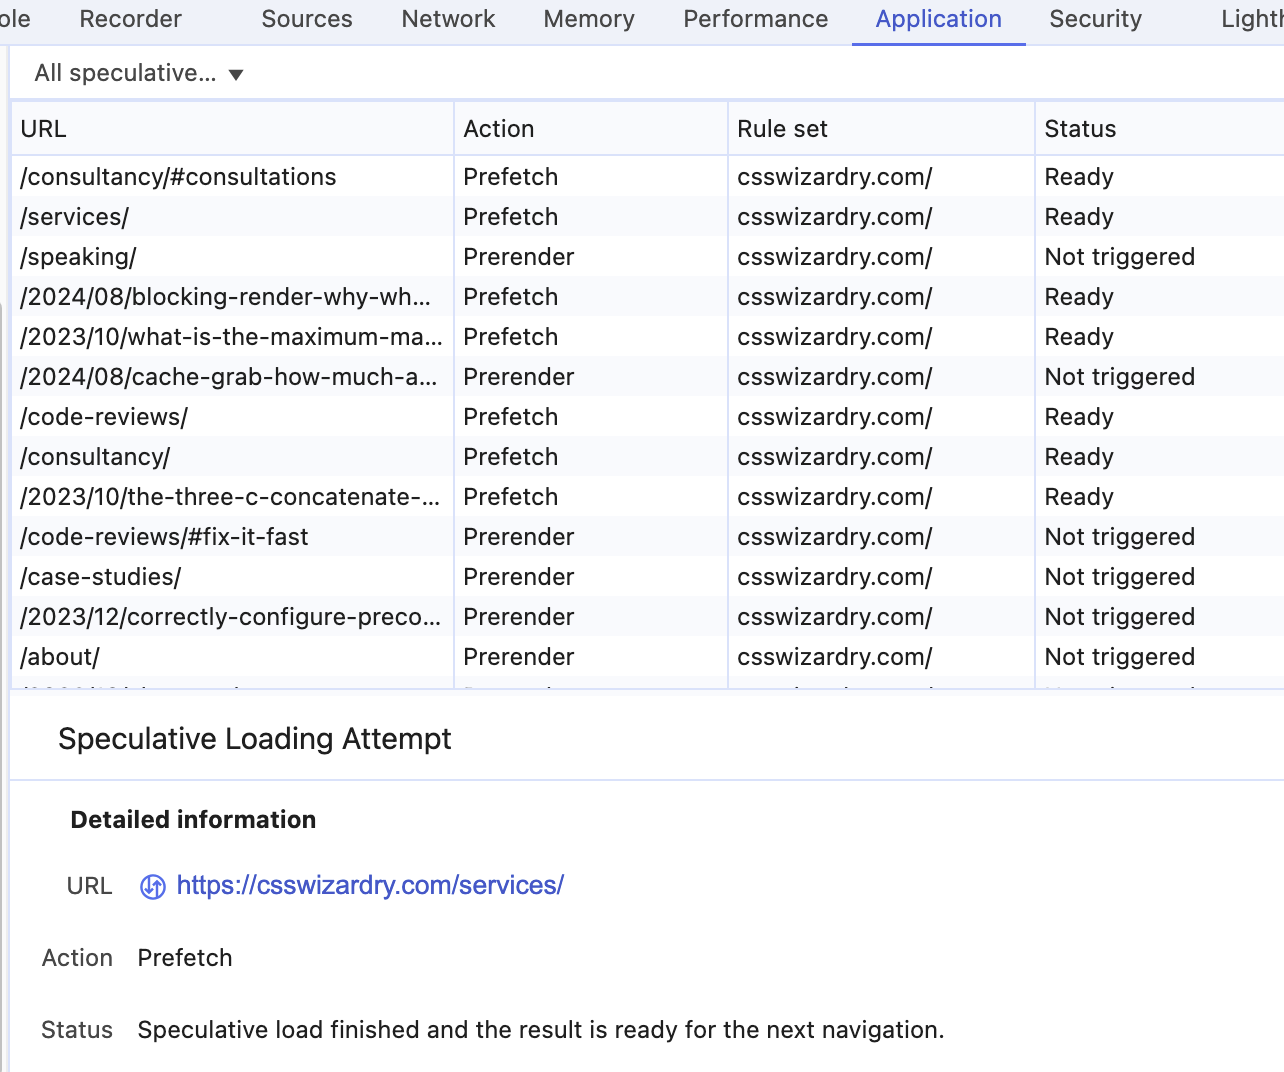 ole Recorder Sources Network Memory Performance Application Security Lighth
All speculative... ▼
URL Action Rule set Status
/consultancy/#consultations Prefetch csswizardry.com/ Ready
/services/ Prefetch csswizardry.com/ Ready
/speaking/ Prerender csswizardry.com/ Not triggered
/2024/08/blocking-render-why-wh... Prefetch csswizardry.com/ Ready
/2023/10/what-is-the-maximum-ma... Prefetch csswizardry.com/ Ready
/2024/08/cache-grab-how-much-a... Prerender csswizardry.com/ Not triggered
/code-reviews/ Prefetch csswizardry.com/ Ready
/consultancy/ Prefetch csswizardry.com/ Ready
/2023/10/the-three-c-concatenate-... Prefetch csswizardry.com/ Ready
/code-reviews/#fix-it-fast Prerender csswizardry.com/ Not triggered
/case-studies/ Prerender csswizardry.com/ Not triggered
/2023/12/correctly-configure-preco... Prerender csswizardry.com/ Not triggered
/about/ Prerender csswizardry.com/ Not triggered
Speculative Loading Attempt
Detailed information
URL https://csswizardry.com/services/
Action Prefetch
Status Speculative load finished and the result is ready for the next navigation.